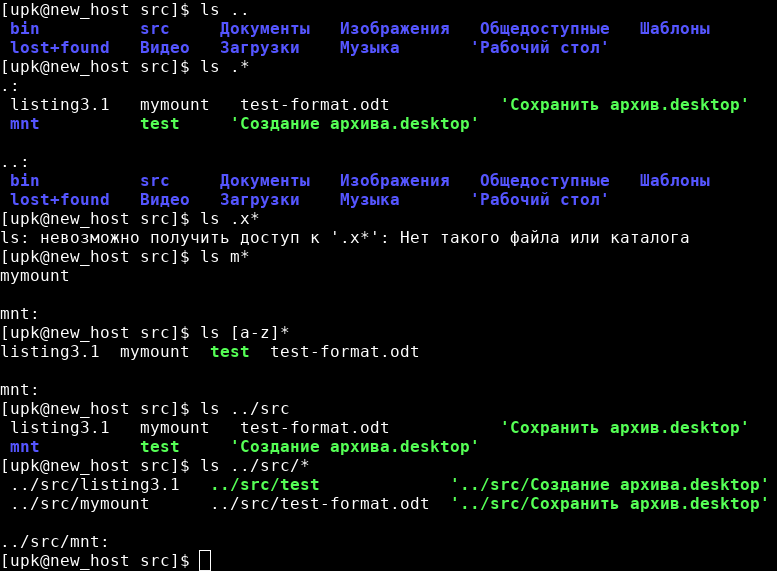 [upk@new_host src]$ ls ..
bin src Документы Изображения Общедоступные Шаблоны
lost+found Видео Загрузки Музыка 'Рабочий стол'
[upk@new_host src]$ ls .*
.:
listing3.1 mymount test-format.odt 'Сохранить архив.desktop'
mnt test 'Создание архива.desktop'
..:
bin src Документы Изображения Общедоступные Шаблоны
lost+found Видео Загрузки Музыка 'Рабочий стол'
[upk@new_host src]$ ls .x*
ls: невозможно получить доступ к '.x*': Нет такого файла или каталога
[upk@new_host src]$ ls m*
mymount
mnt:
[upk@new_host src]$ ls [a-z]*
listing3.1 mymount test test-format.odt
mnt:
[upk@new_host src]$ ls ../src
listing3.1 mymount test-format.odt 'Сохранить архив.desktop'
mnt test 'Создание архива.desktop'
[upk@new_host src]$ ls ../src/*
../src/listing3.1 ../src/test '../src/Создание архива.desktop'
../src/mymount ../src/test-format.odt '../src/Сохранить архив.desktop'
../src/mnt:
[upk@new_host src]$